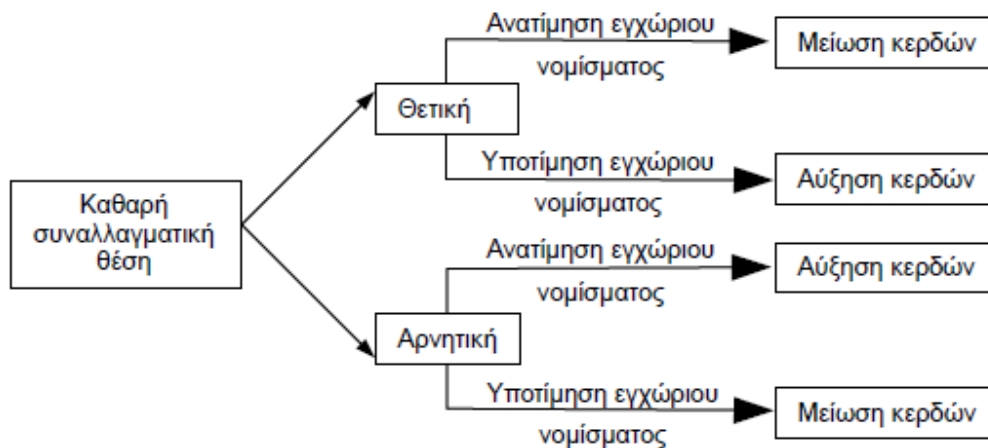 Ανατίμηση εγχώριου
νομίσματος
Μείωση κερδών
Θετική
Υποτίμηση εγχώριου
νομίσματος
Αύξηση κερδών
Καθαρή
συναλλαγματική
θέση
Ανατίμηση εγχώριου
νομίσματος
Αύξηση κερδών
Αρνητική
Υποτίμηση εγχώριου
νομίσματος
Μείωση κερδών